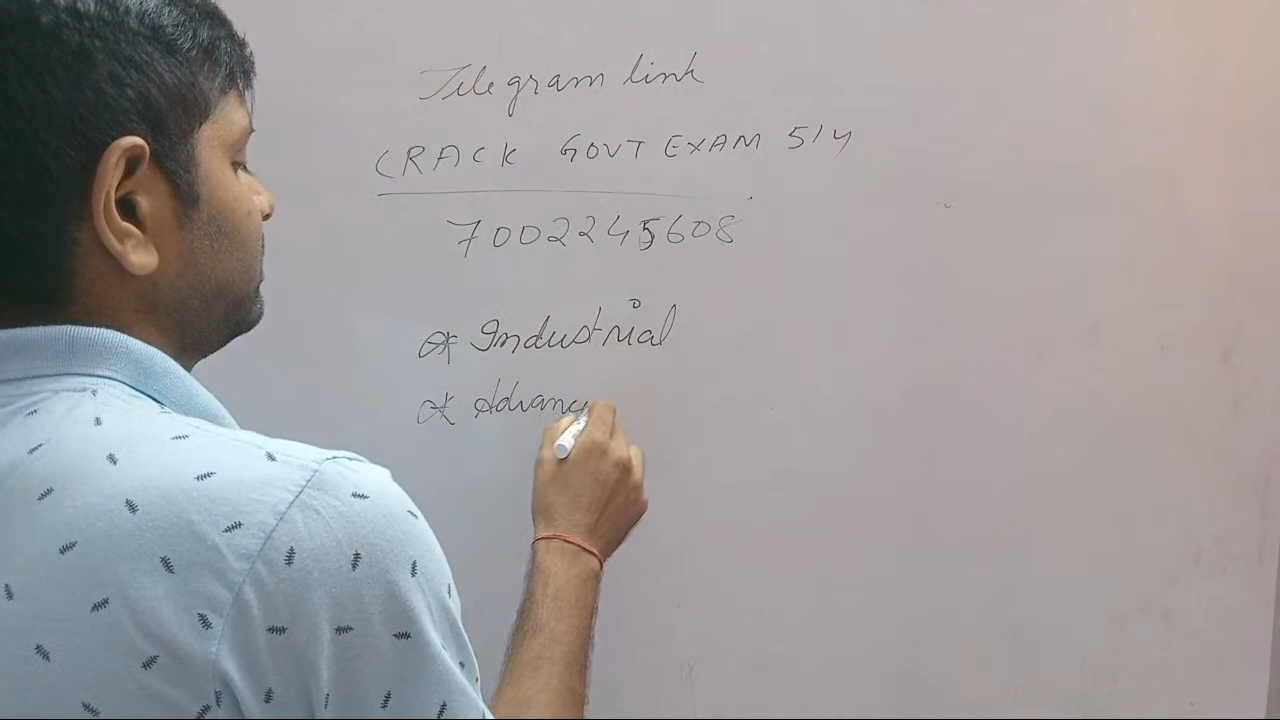 Telegram link
CRACK GOVT EXAM 514
7002245608
* Industrial
* Advanc